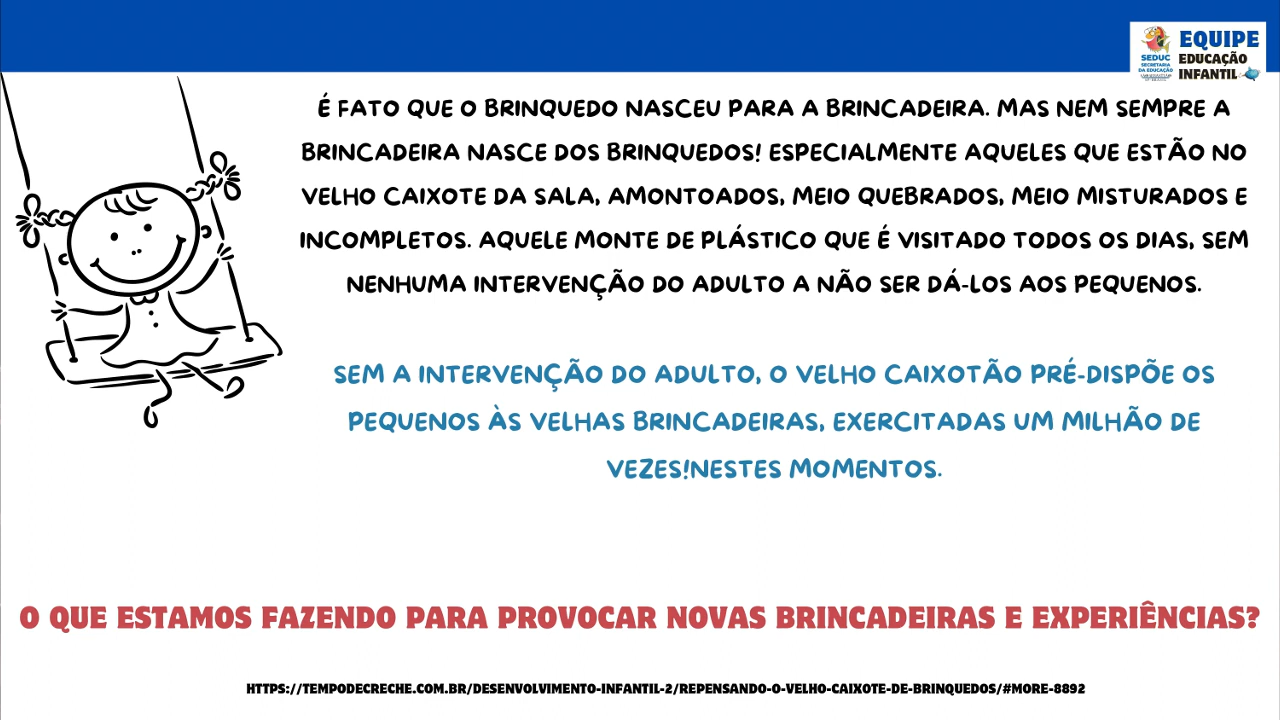 EQUIPE
EDUCAÇÃO
INFANTIL
SEDUC
SECRETARIA
DA EDUCAÇÃO
É FATO QUE O BRINQUEDO NASCEU PARA A BRINCADEIRA. MAS NEM SEMPRE A
BRINCADEIRA NASCE DOS BRINQUEDOS! ESPECIALMENTE AQUELES QUE ESTÃO NO
VELHO CAIXOTE DA SALA, AMONTOADOS, MEIO QUEBRADOS, MEIO MISTURADOS E
INCOMPLETOS. AQUELE MONTE DE PLÁSTICO QUE É VISITADO TODOS OS DIAS, SEM
NENHUMA INTERVENÇÃO DO ADULTO A NÃO SER DÁ-LOS AOS PEQUENOS.
SEM A INTERVENÇÃO DO ADULTO, O VELHO CAIXOTÃO PRÉ-DISPÕE OS
PEQUENOS ÀS VELHAS BRINCADEIRAS, EXERCITADAS UM MILHÃO DE
VEZES!NESTES MOMENTOS.
O QUE ESTAMOS FAZENDO PARA PROVOCAR NOVAS BRINCADEIRAS E EXPERIÊNCIAS?
HTTPS://TEMPODECRECHE.COM.BR/DESENVOLVIMENTO-INFANTIL-2/REPENSANDO-O-VELHO-CAIXOTE-DE-BRINQUEDOS/#MORE-8892